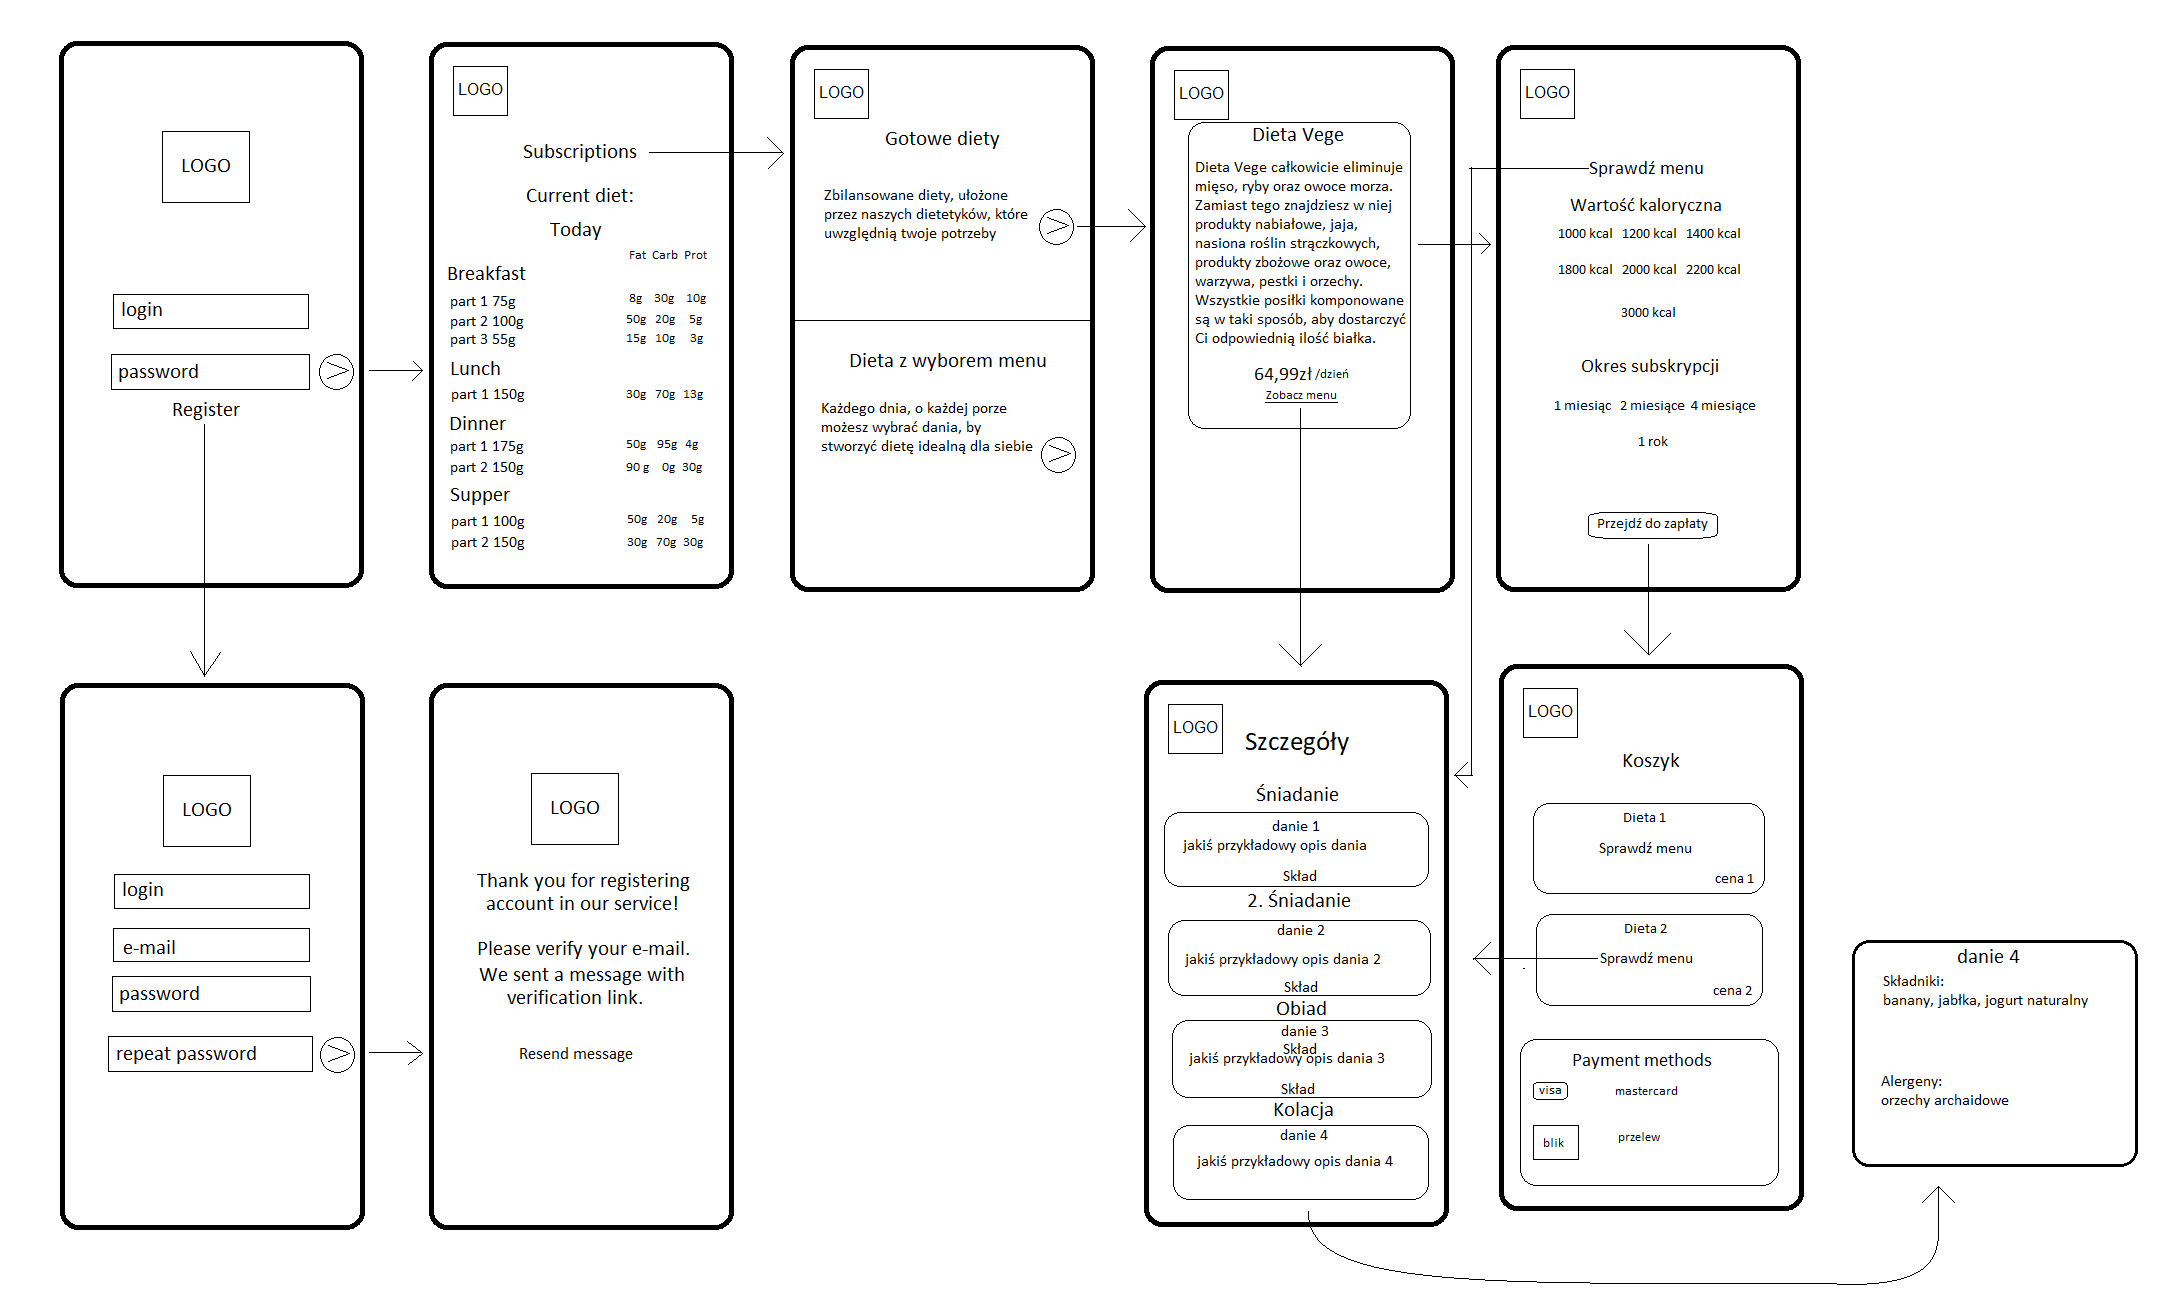 LOGO
login
password
Register
LOGO
Subscriptions
Current diet:
Today
Fat Carb Prot
Breakfast
part 1 75g 8g 30g 10g
part 2 100g 50g 20g 5g
part 3 55g 15g 10g 3g
Lunch
part 1 150g 30g 70g 13g
Dinner
part 1 175g 50g 95g 4g
part 2 150g 90 g 0g 30g
Supper
part 1 100g 50g 20g 5g
part 2 150g 30g 70g 30g
LOGO
Gotowe diety
Zbilansowane diety, ułożone
przez naszych dietetyków, które
uwzględnią twoje potrzeby
Dieta z wyborem menu
Każdego dnia, o każdej porze
możesz wybrać dania, by
stworzyć dietę idealną dla siebie
LOGO
Dieta Vege
Dieta Vege całkowicie eliminuje
mięso, ryby oraz owoce morza.
Zamiast tego znajdziesz w niej
produkty nabiałowe, jaja,
nasiona roślin strączkowych,
produkty zbożowe oraz owoce,
warzywa, pestki i orzechy.
Wszystkie posiłki komponowane
są w taki sposób, aby dostarczyć
Ci odpowiednią ilość białka.
64,99zł /dzień
Zobacz menu
LOGO
Sprawdź menu
Wartość kaloryczna
1000 kcal 1200 kcal 1400 kcal
1800 kcal 2000 kcal 2200 kcal
3000 kcal
Okres subskrypcji
1 miesiąc 2 miesiące 4 miesiące
1 rok
Przejdź do zapłaty
LOGO
login
e-mail
password
repeat password
LOGO
Thank you for registering
account in our service!
Please verify your e-mail.
We sent a message with
verification link.
Resend message
LOGO
Szczegóły
Śniadanie
danie 1
jakiś przykładowy opis dania
Skład
2. Śniadanie
danie 2
jakiś przykładowy opis dania 2
Skład
Obiad
danie 3
Skład
jakiś przykładowy opis dania 3
Skład
Kolacja
danie 4
jakiś przykładowy opis dania 4
LOGO
Koszyk
Dieta 1
Sprawdź menu
cena 1
Dieta 2
Sprawdź menu
cena 2
Payment methods
visa mastercard
blik przelew
danie 4
Składniki:
banany, jabłka, jogurt naturalny
Alergeny:
orzechy archaidowe